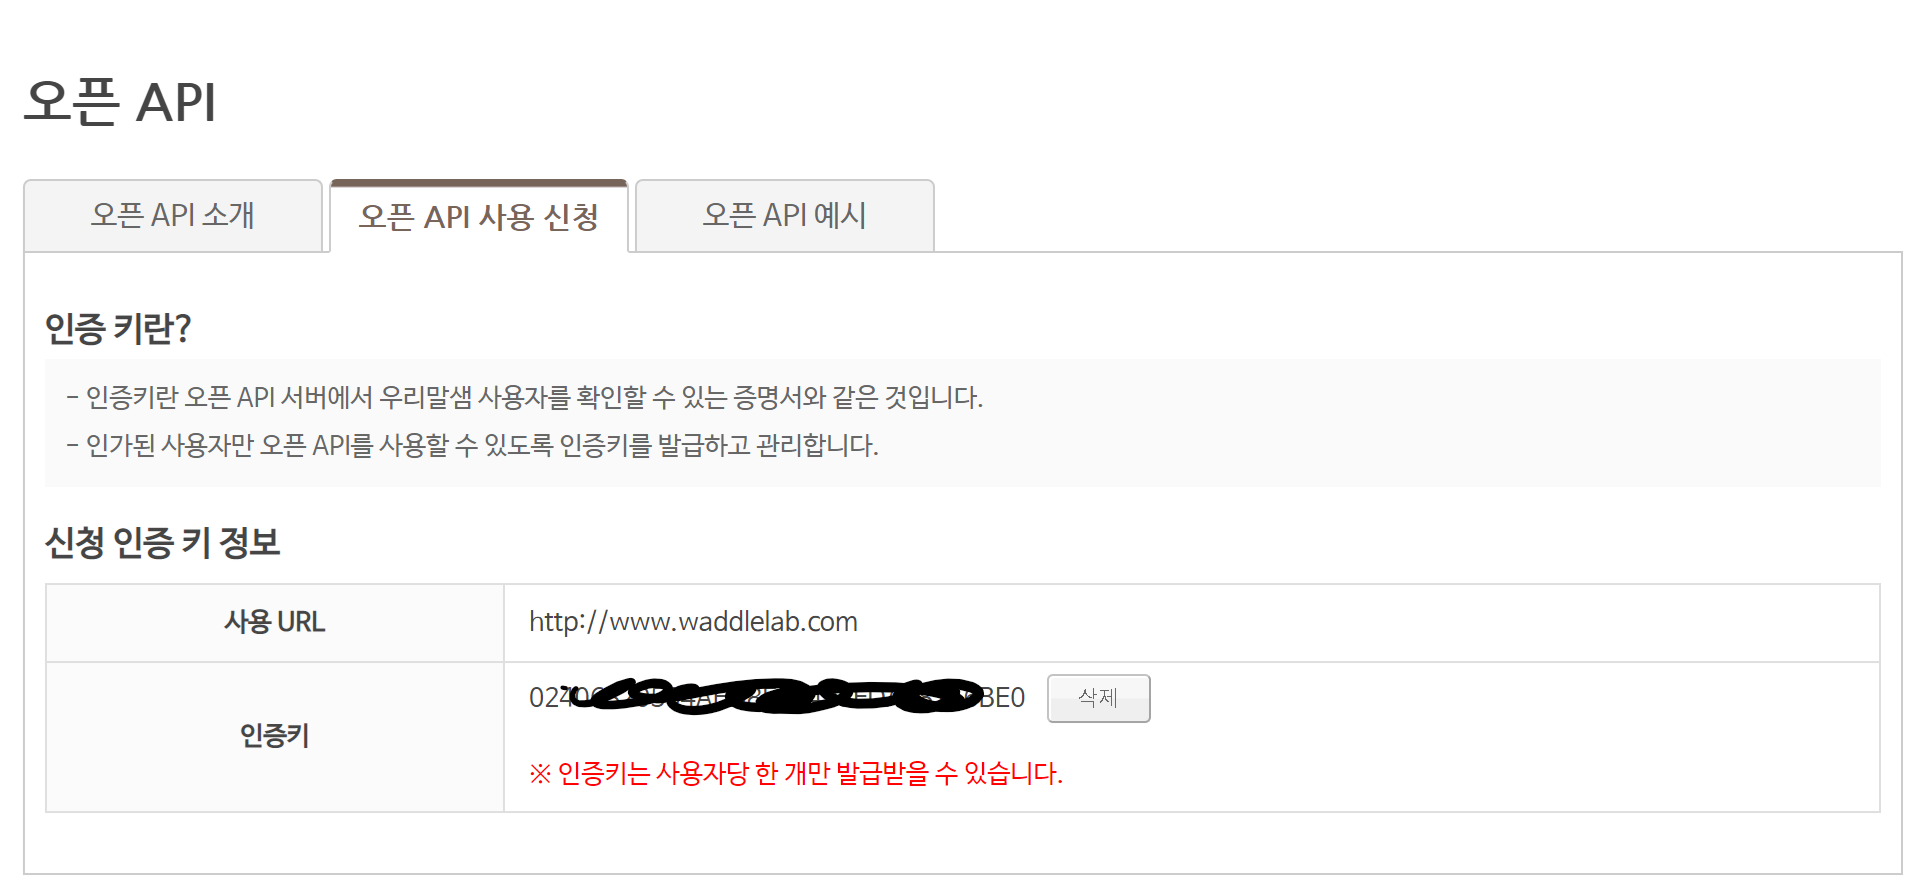 오픈 API
오픈 API 소개
오픈 API 사용 신청
오픈 API 예시
인증 키란?
- 인증키란 오픈 API 서버에서 우리말샘 사용자를 확인할 수 있는 증명서와 같은 것입니다.
- 인가된 사용자만 오픈 API를 사용할 수 있도록 인증키를 발급하고 관리합니다.
신청 인증 키 정보
사용 URL
http://www.waddlelab.com
인증키
삭제
※ 인증키는 사용자당 한 개만 발급받을 수 있습니다.